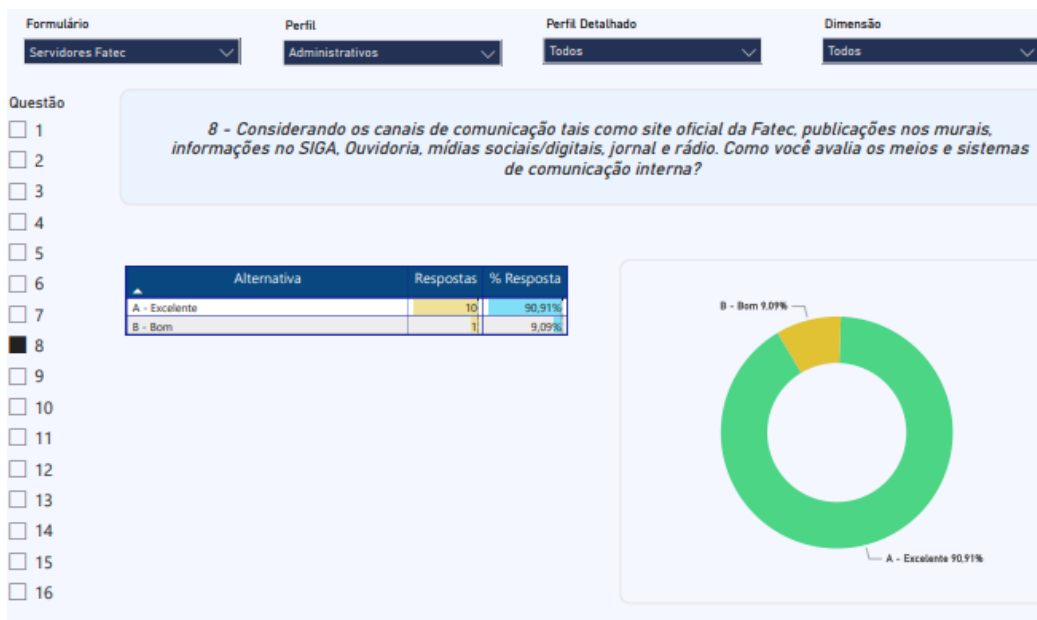 Formulário
Perfil
Perfil Detalhado
Dimensão
Servidores Fatec
Administrativos
Todos
Todos
Questão
1
2
3
4
5
6
7
8
9
10
11
12
13
14
15
16
8 - Considerando os canais de comunicação tais como site oficial da Fatec, publicações nos murais,
informações no SIGA, Ouvidoria, mídias sociais/digitais, jornal e rádio. Como você avalia os meios e sistemas
de comunicação interna?
Alternativa Respostas % Resposta
A - Excelente 10 90,91%
B - Bom 1 9,09%
B - Bom 9,09%
A - Excelente 90,91%